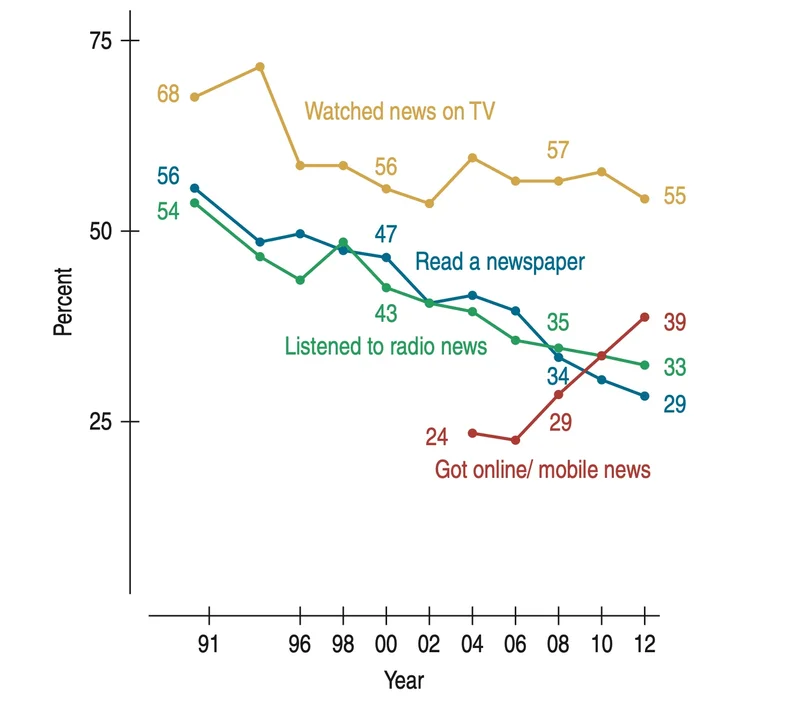 75
68
Watched news on TV
57
56
56
55
54
50
47
Read a newspaper
Percent
43
35
39
Listened to radio news
33
34
29
25
24
29
Got online/ mobile news
91 96 98 00 02 04 06 08 10 12
Year